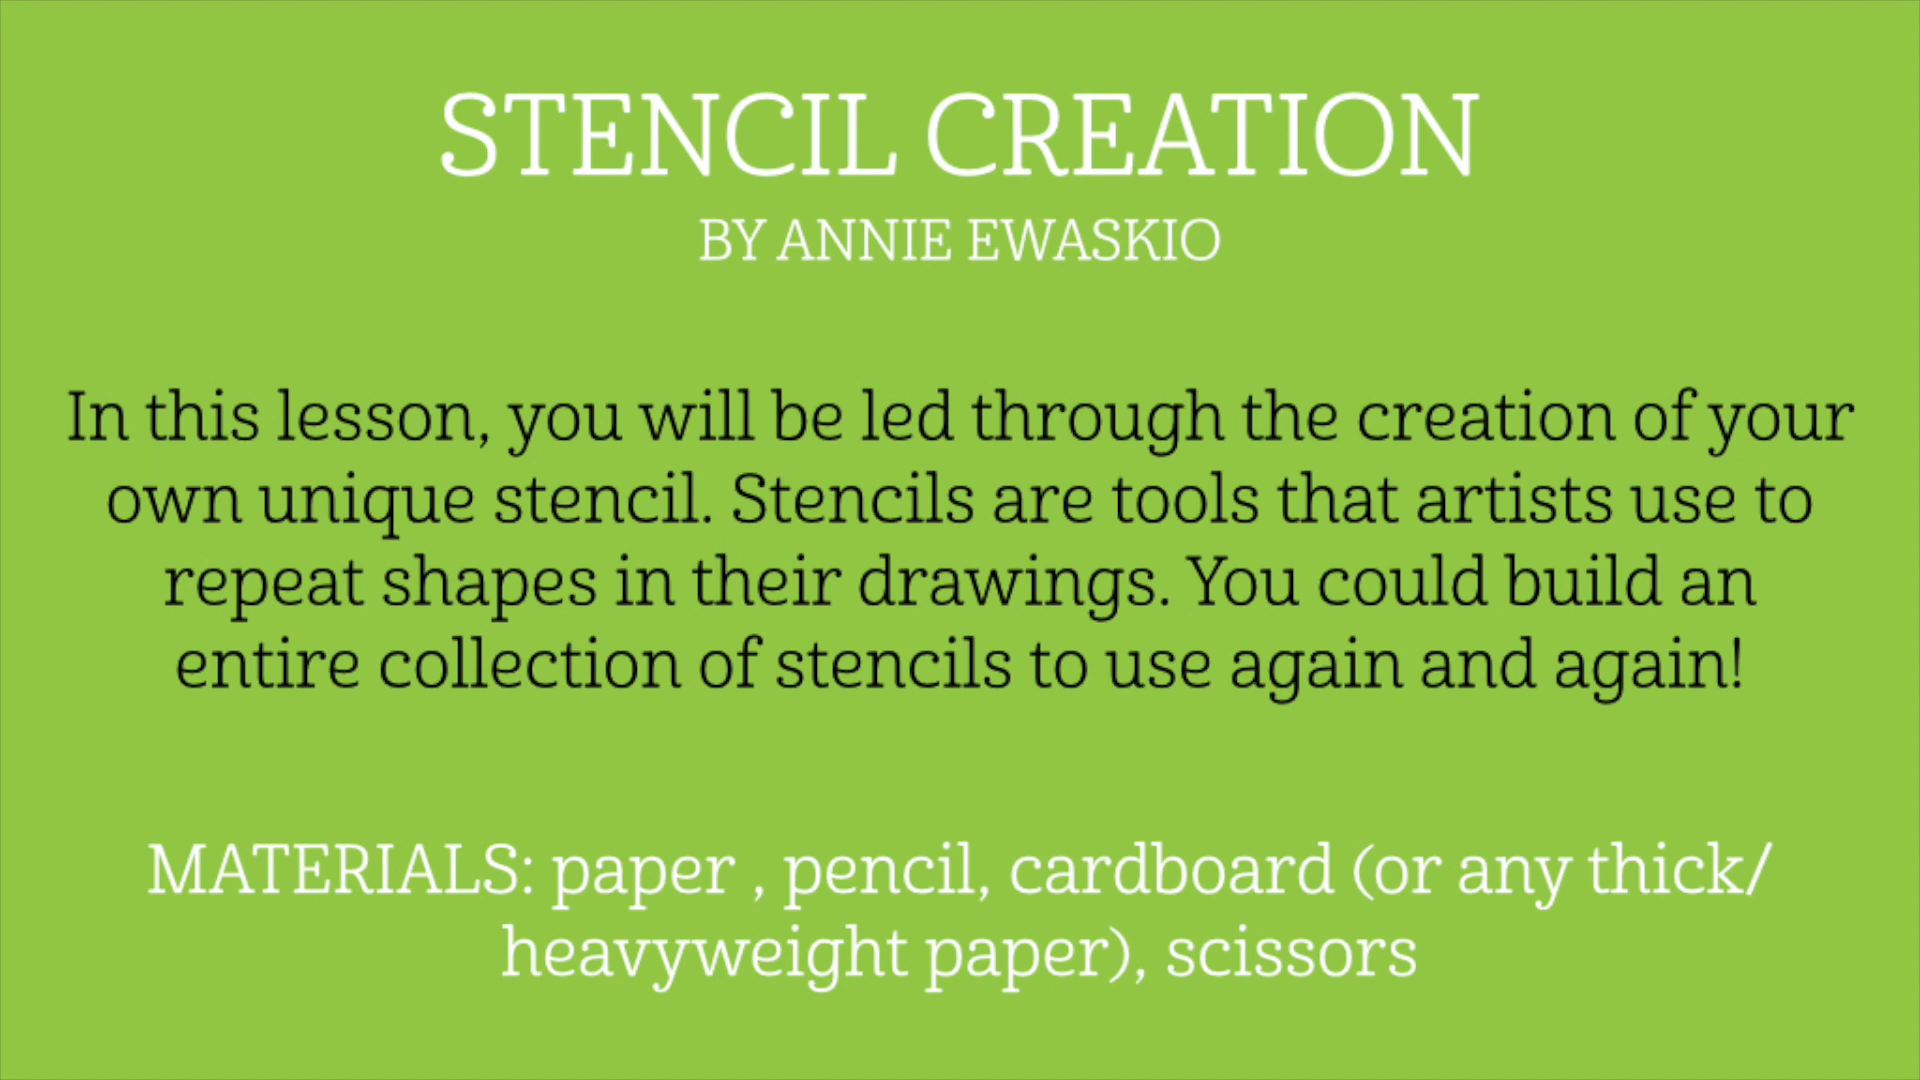 STENCIL CREATION
BY ANNIE EWASKIO
In this lesson, you will be led through the creation of your
own unique stencil. Stencils are tools that artists use to
repeat shapes in their drawings. You could build an
entire collection of stencils to use again and again!
MATERIALS: paper , pencil, cardboard (or any thick/
heavyweight paper), scissors